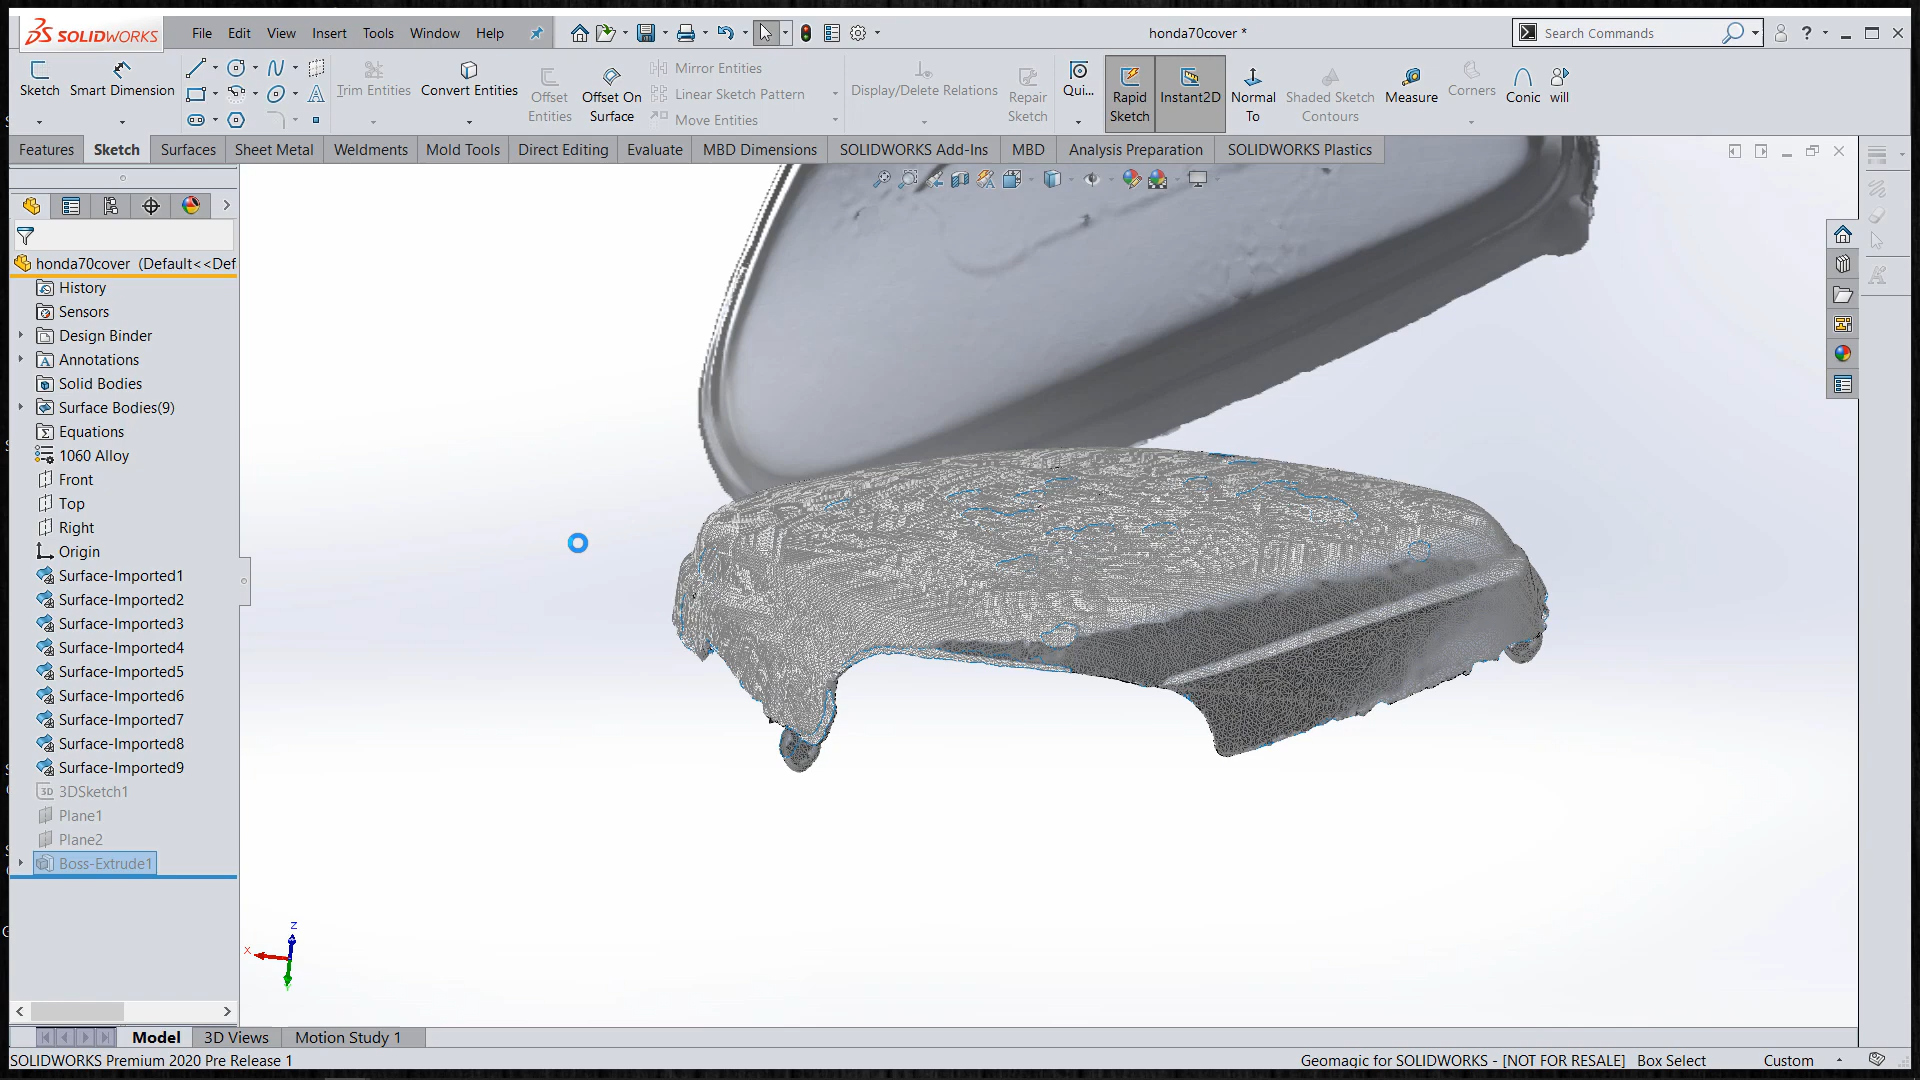 SOLIDWORKS
File Edit View Insert Tools Window Help
honda70cover *
Search Commands
Sketch
Smart Dimension
Trim Entities
Convert Entities
Offset Entities
Offset On Surface
Mirror Entities
Linear Sketch Pattern
Move Entities
Display/Delete Relations
Repair Sketch
Qui...
Rapid Sketch
Instant2D
Normal To
Shaded Sketch Contours
Measure
Corners
Conic
will
Features Sketch Surfaces Sheet Metal Weldments Mold Tools Direct Editing Evaluate MBD Dimensions SOLIDWORKS Add-Ins MBD Analysis Preparation SOLIDWORKS Plastics
honda70cover (Default<<Def
History
Sensors
Design Binder
Annotations
Solid Bodies
Surface Bodies(9)
Equations
1060 Alloy
Front
Top
Right
Origin
Surface-Imported1
Surface-Imported2
Surface-Imported3
Surface-Imported4
Surface-Imported5
Surface-Imported6
Surface-Imported7
Surface-Imported8
Surface-Imported9
3DSketch1
Plane1
Plane2
Boss-Extrude1
Z
X
Model 3D Views Motion Study 1
SOLIDWORKS Premium 2020 Pre Release 1
Geomagic for SOLIDWORKS - [NOT FOR RESALE] Box Select Custom